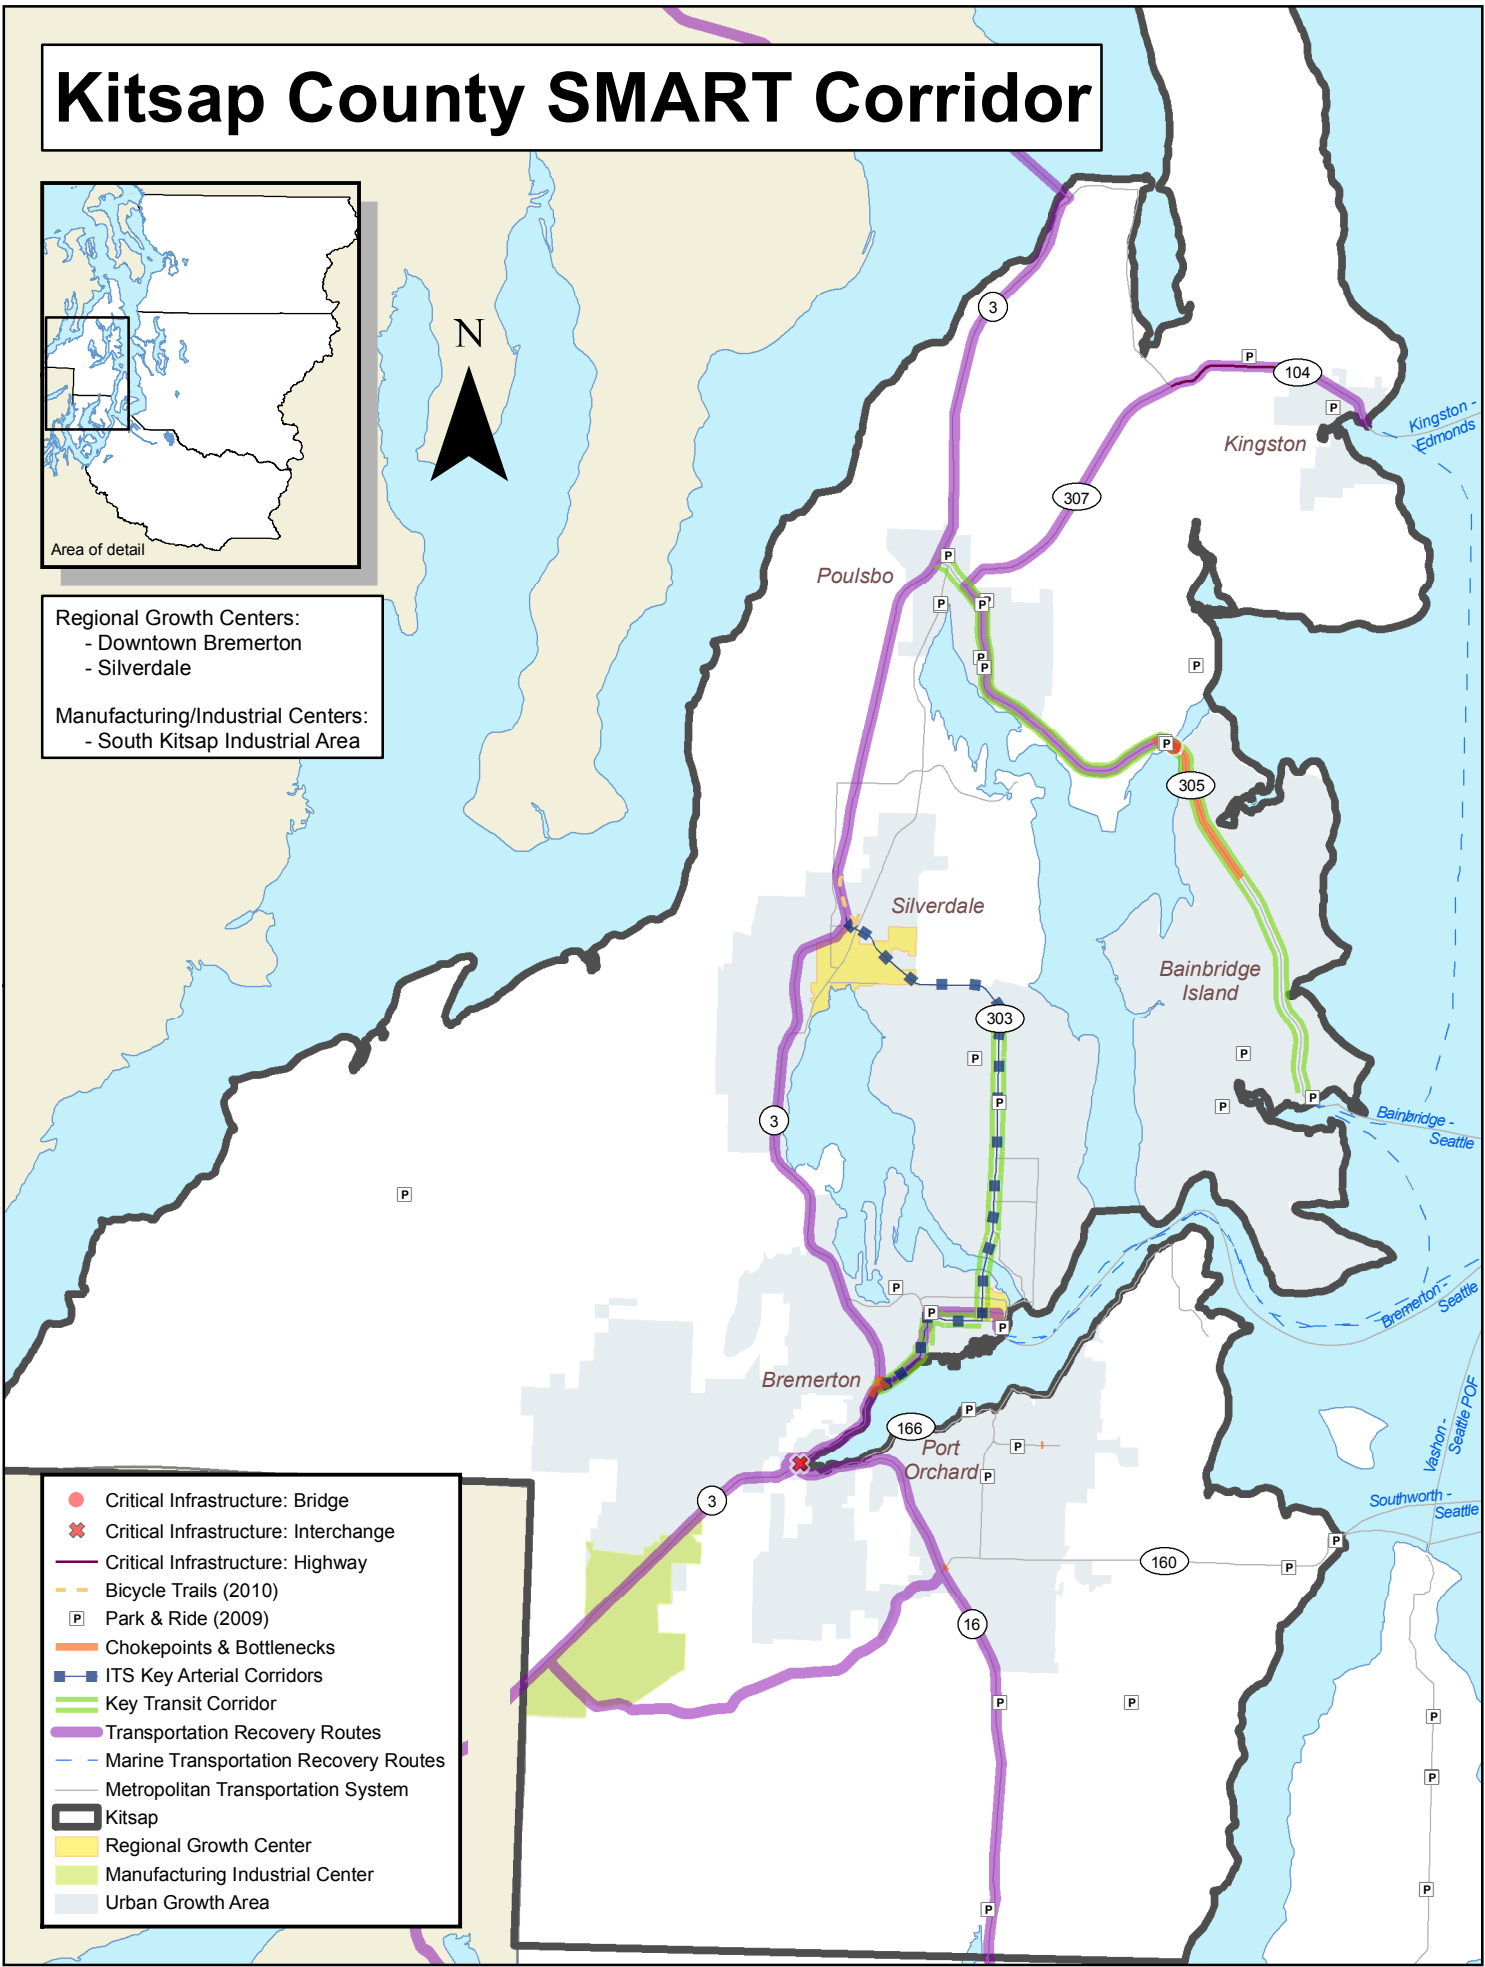 Kitsap County SMART Corridor
N
Area of detail
Regional Growth Centers:
- Downtown Bremerton
- Silverdale
Manufacturing/Industrial Centers:
- South Kitsap Industrial Area
3
P
104
P
Kingston
Kingston -
Edmonds
307
P
Poulsbo
P
P
P
P
P
P
P
305
Silverdale
Bainbridge
Island
303
P
P
P
P
P
3
Bainbridge -
Seattle
P
P
P
P
Bremerton -
Seattle
Bremerton
P
166
Port
Orchard
P
P
Vashon -
Seattle POF
3
Southworth -
Seattle
P
160
P
16
P
P
P
P
P
P
Critical Infrastructure: Bridge
Critical Infrastructure: Interchange
Critical Infrastructure: Highway
Bicycle Trails (2010)
P Park & Ride (2009)
Chokepoints & Bottlenecks
ITS Key Arterial Corridors
Key Transit Corridor
Transportation Recovery Routes
Marine Transportation Recovery Routes
Metropolitan Transportation System
Kitsap
Regional Growth Center
Manufacturing Industrial Center
Urban Growth Area